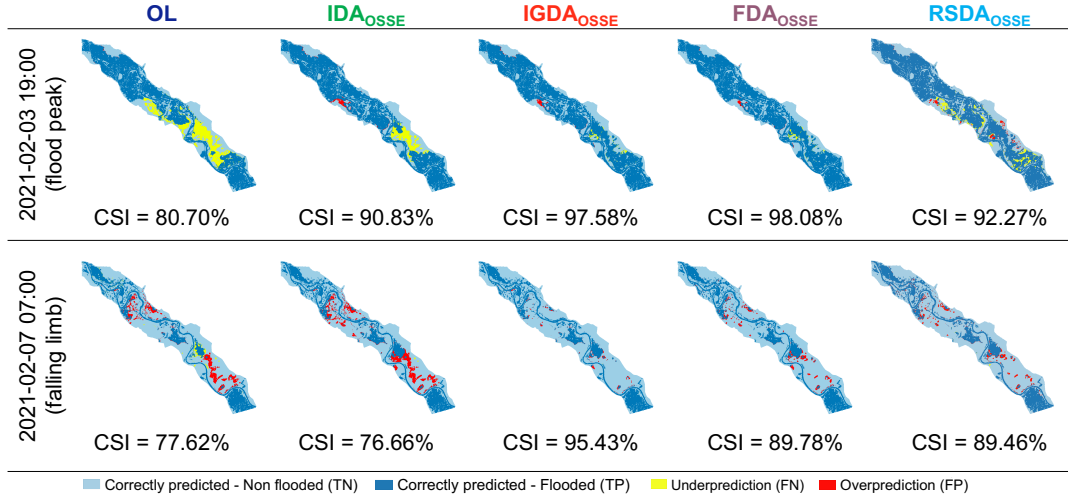 OL IDA_OSSE IGDA_OSSE FDA_OSSE RSDA_OSSE
2021-02-03 19:00
(flood peak)
CSI = 80.70% CSI = 90.83% CSI = 97.58% CSI = 98.08% CSI = 92.27%
2021-02-07 07:00
(falling limb)
CSI = 77.62% CSI = 76.66% CSI = 95.43% CSI = 89.78% CSI = 89.46%
Correctly predicted - Non flooded (TN) Correctly predicted - Flooded (TP) Underprediction (FN) Overprediction (FP)